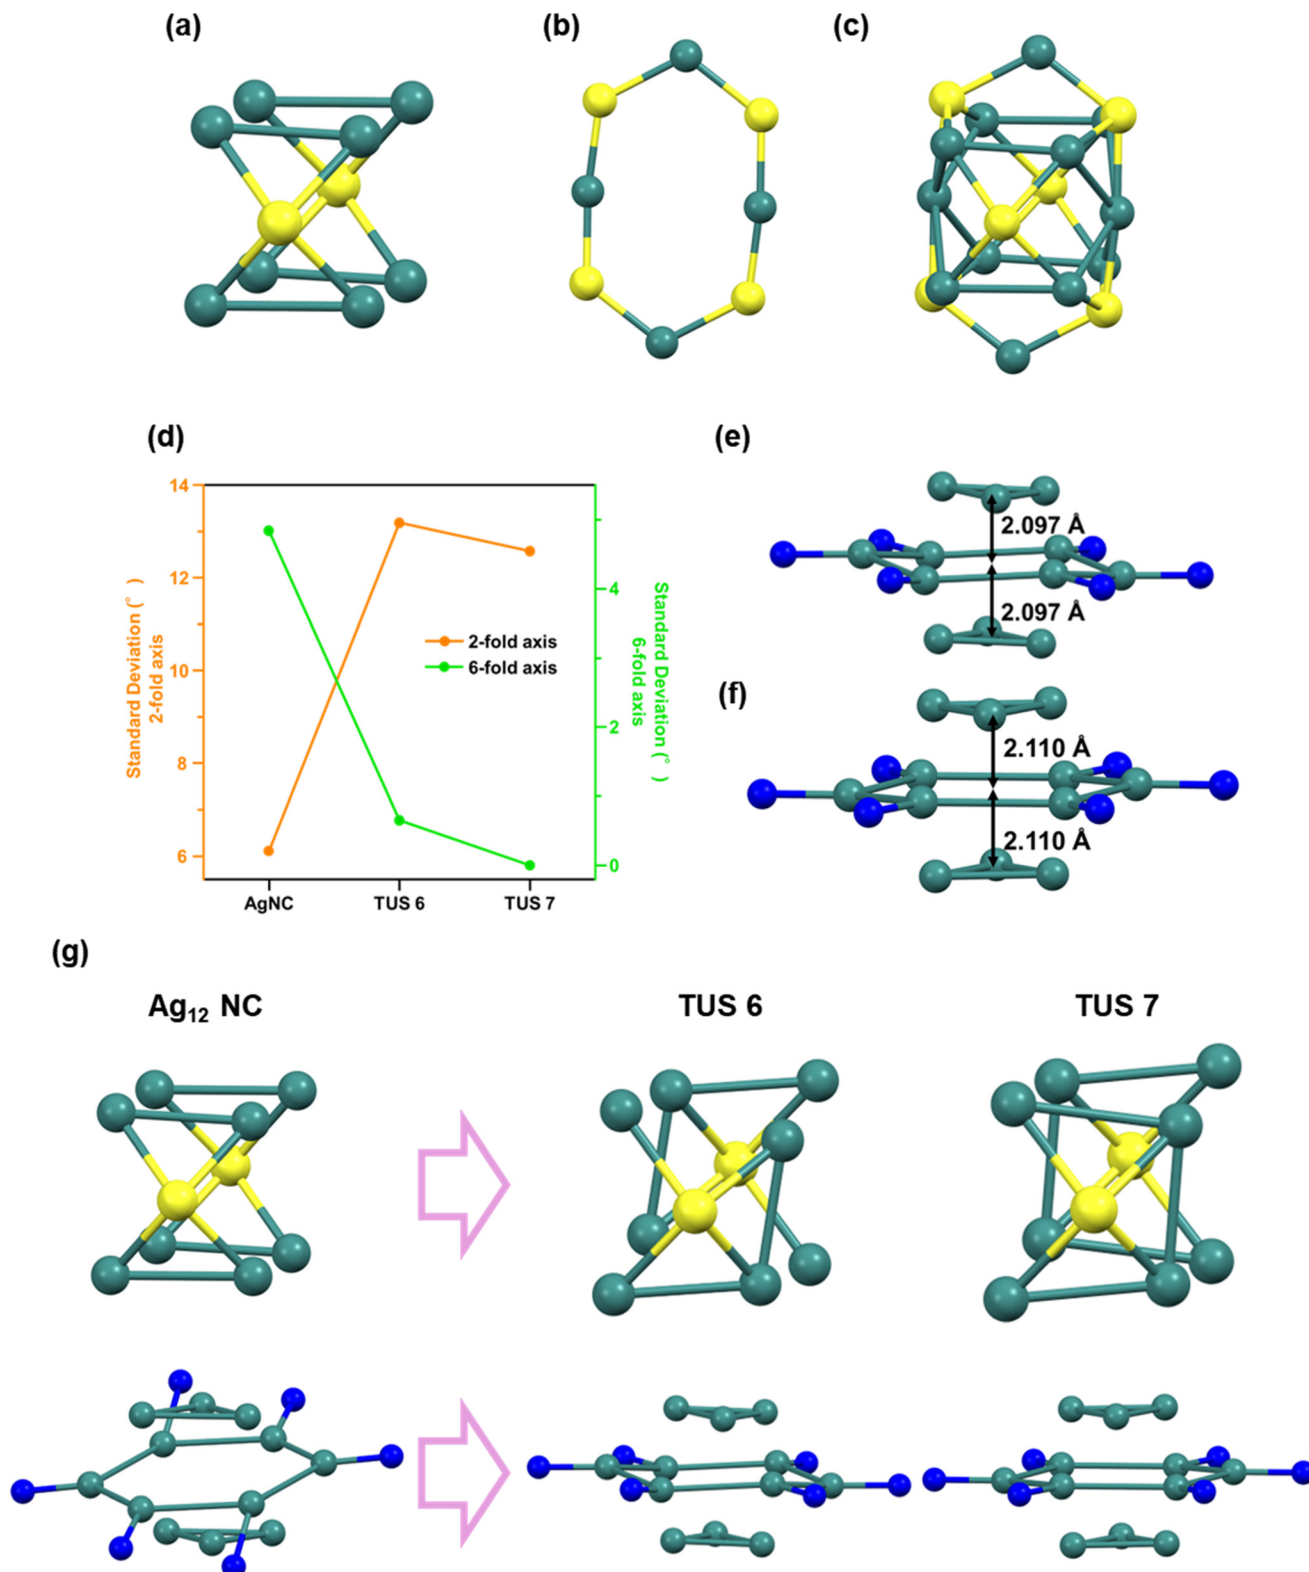 (a)
(b)
(c)
(d)
14
12
10
8
6
Standard Deviation (°)
2-fold axis
2-fold axis
6-fold axis
4
2
0
Standard Deviation (°)
6-fold axis
AgNC
TUS 6
TUS 7
(e)
2.097 Å
2.097 Å
(f)
2.110 Å
2.110 Å
(g)
Ag₁₂ NC
TUS 6
TUS 7